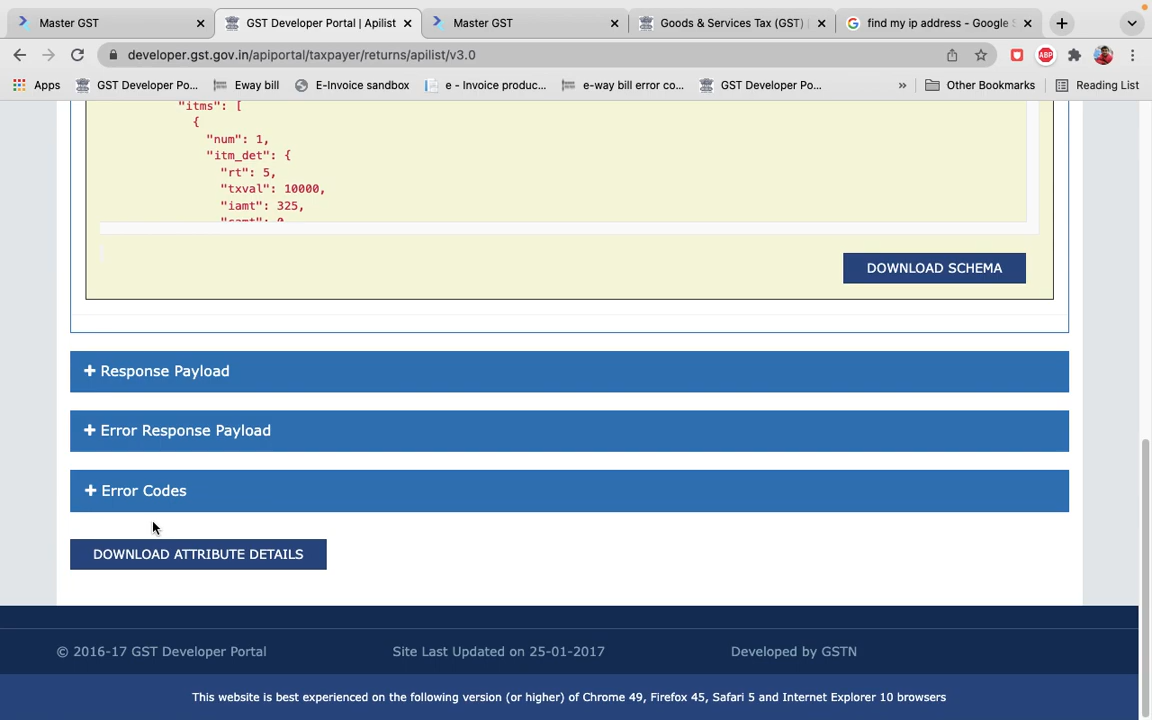 Master GST
GST Developer Portal | Apilist
Master GST
Goods & Services Tax (GST) |
find my ip address - Google S
developer.gst.gov.in/apiportal/taxpayer/returns/apilist/v3.0
ABP
Apps
GST Developer Po...
Eway bill
E-Invoice sandbox
e - Invoice produc...
e-way bill error co...
GST Developer Po...
»
Other Bookmarks
Reading List
"itms": [
{
"num": 1,
"itm_det": {
"rt": 5,
"txval": 10000,
"iamt": 325,
"camt": 0
DOWNLOAD SCHEMA
+ Response Payload
+ Error Response Payload
+ Error Codes
DOWNLOAD ATTRIBUTE DETAILS
© 2016-17 GST Developer Portal
Site Last Updated on 25-01-2017
Developed by GSTN
This website is best experienced on the following version (or higher) of Chrome 49, Firefox 45, Safari 5 and Internet Explorer 10 browsers